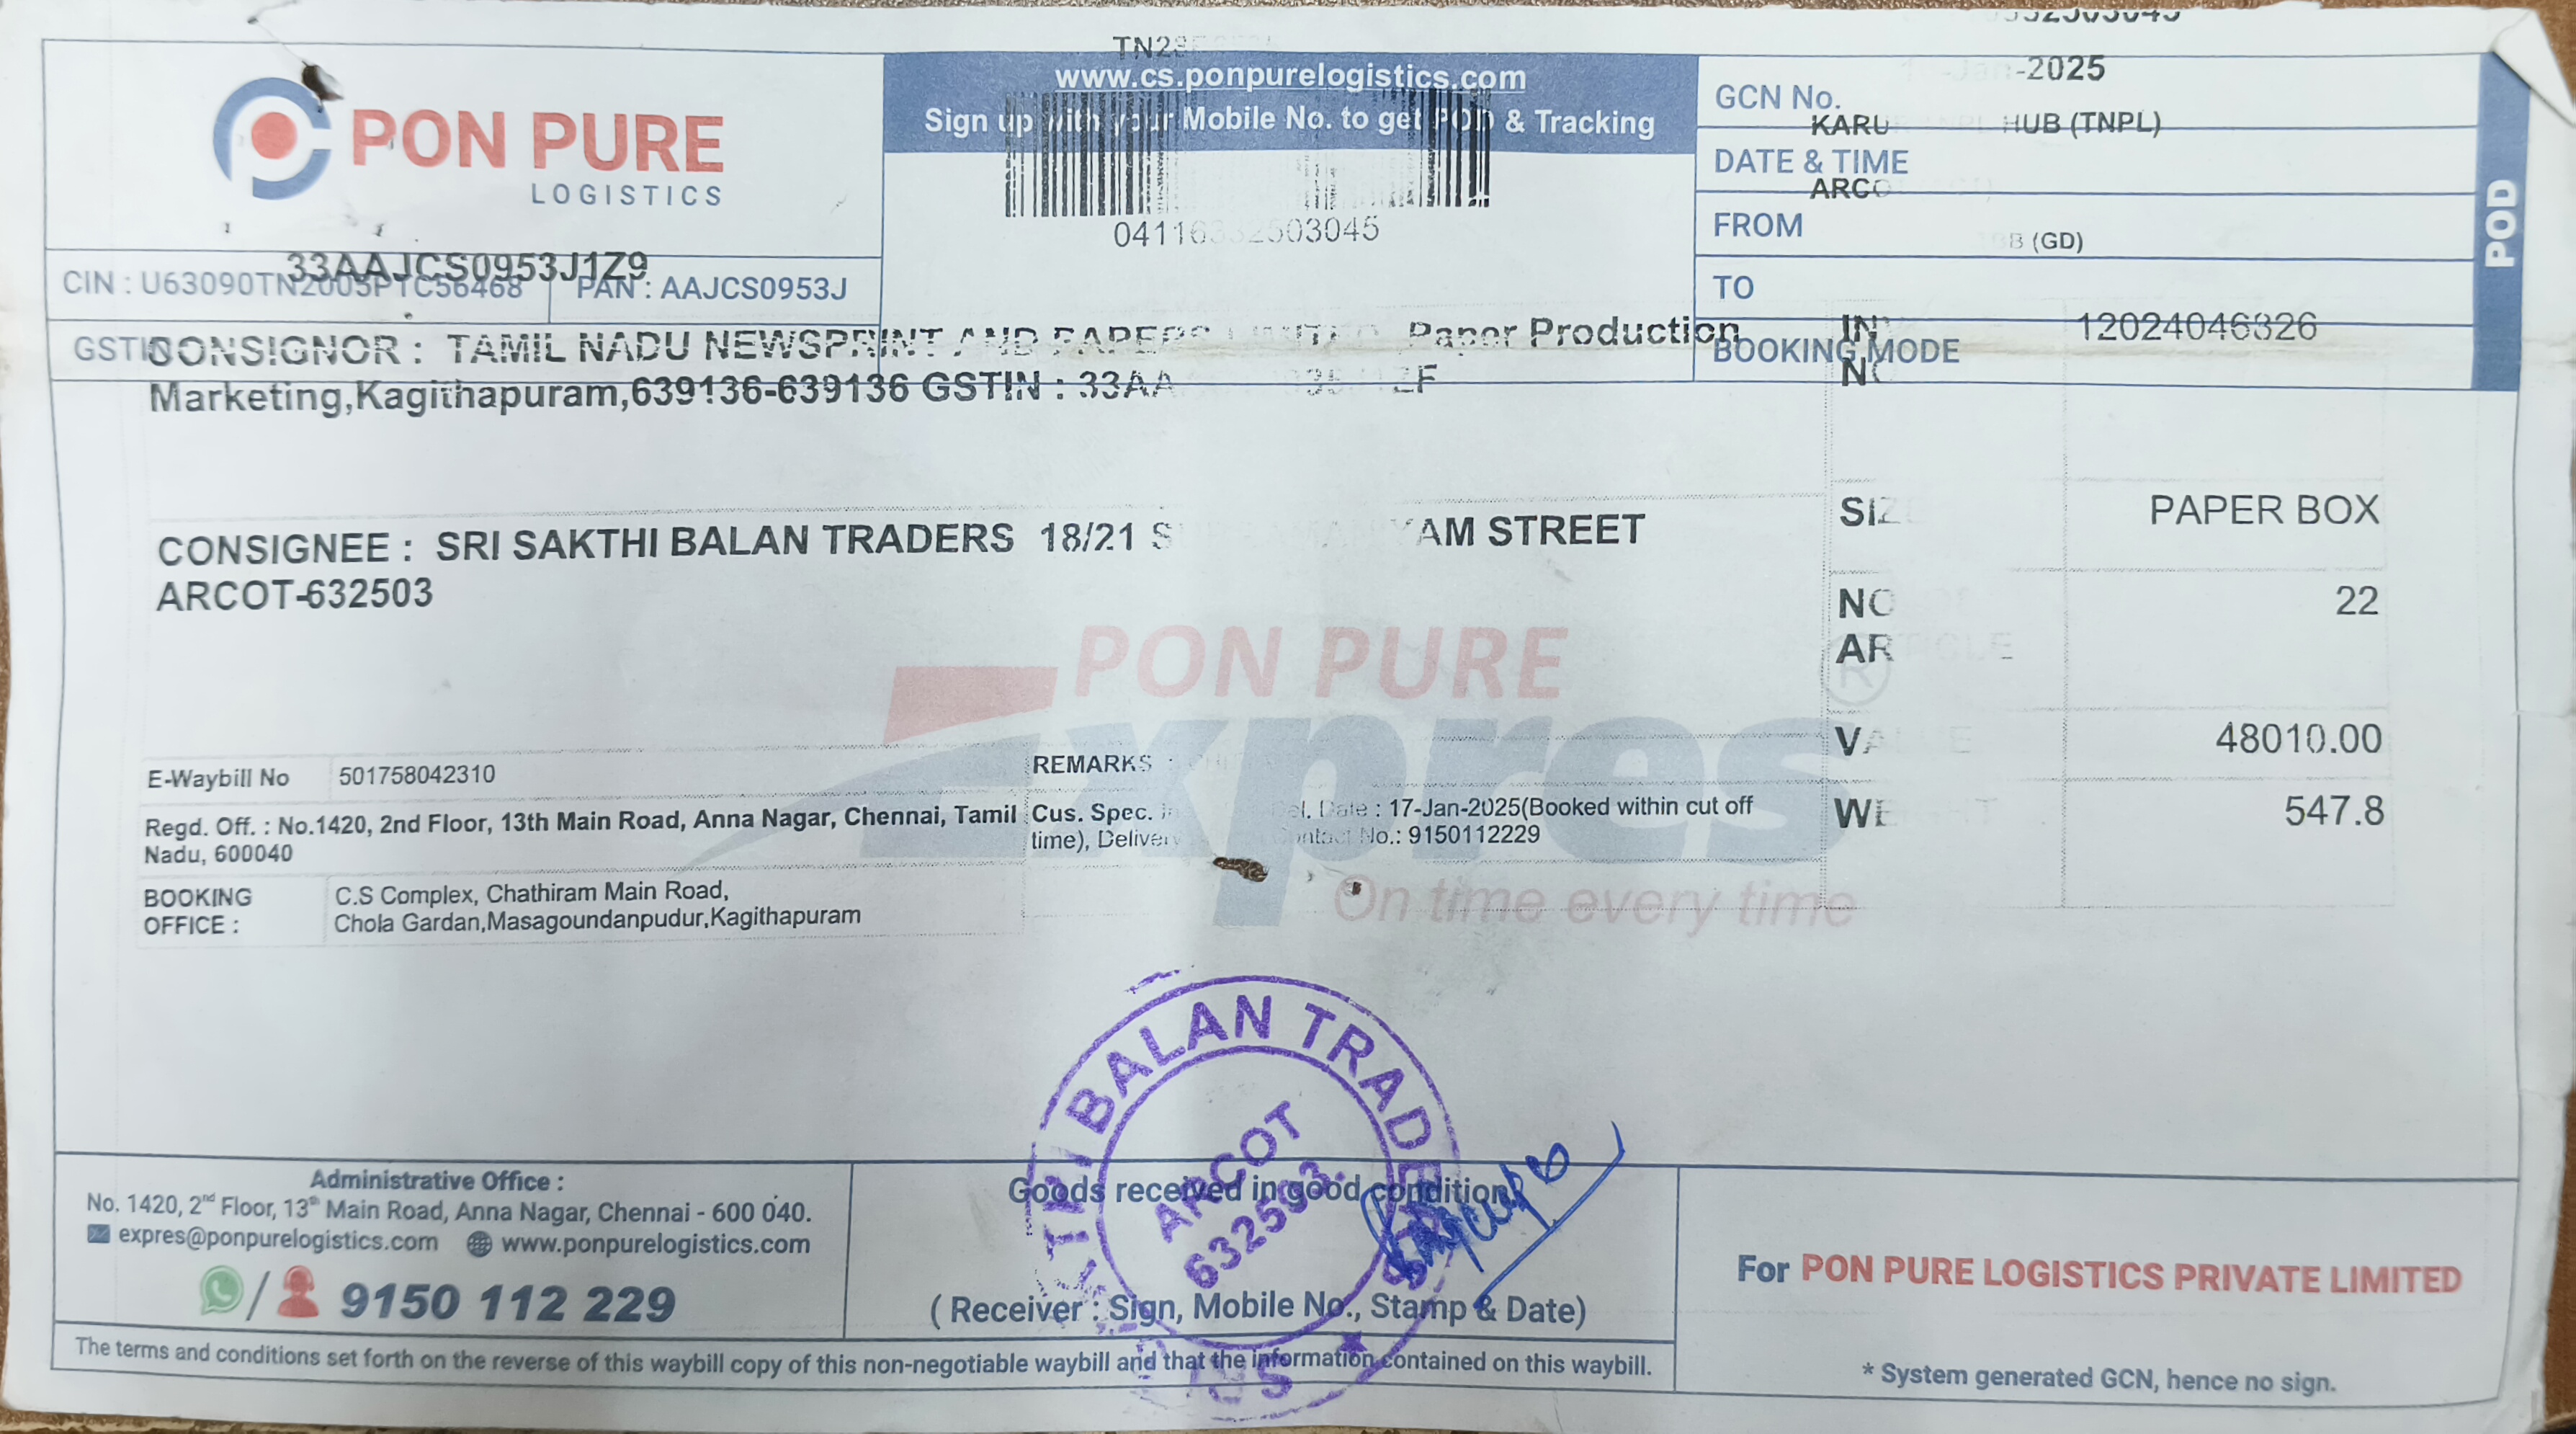 PON PURE
LOGISTICS
www.cs.ponpurelogistics.com
Sign up with your Mobile No. to get POD & Tracking
-2025
GCN No.
HUB (TNPL)
DATE & TIME
FROM
(GD)
TO
BOOKING MODE
POD
33AAJCS0953J1Z9
CIN : U63090TN2005PTC56468
PAN : AAJCS0953J
CONSIGNOR : TAMIL NADU NEWSPRINT AND PAPERS LIMITED Paper Production
Marketing,Kagithapuram,639136-639136 GSTIN :
12024046326
CONSIGNEE : SRI SAKTHI BALAN TRADERS 18/21 STREET
ARCOT-632503
PAPER BOX
22
VALUE 48010.00
WEIGHT 547.8
PON PURE
Expres
On time every time
E-Waybill No 501758042310
REMARKS :
Regd. Off. : No.1420, 2nd Floor, 13th Main Road, Anna Nagar, Chennai, Tamil
Nadu, 600040
Cus. Spec. Del. Date : 17-Jan-2025(Booked within cut off
time), Delivery Contact No.: 9150112229
BOOKING
OFFICE :
C.S Complex, Chathiram Main Road,
Chola Gardan,Masagoundanpudur,Kagithapuram
BALAN TRADERS
ARCOT
632503.
Administrative Office :
No. 1420, 2nd Floor, 13th Main Road, Anna Nagar, Chennai - 600 040.
expres@ponpurelogistics.com www.ponpurelogistics.com
9150 112 229
Goods received in good condition
( Receiver : Sign, Mobile No., Stamp & Date)
For PON PURE LOGISTICS PRIVATE LIMITED
The terms and conditions set forth on the reverse of this waybill copy of this non-negotiable waybill and that the information contained on this waybill.
* System generated GCN, hence no sign.